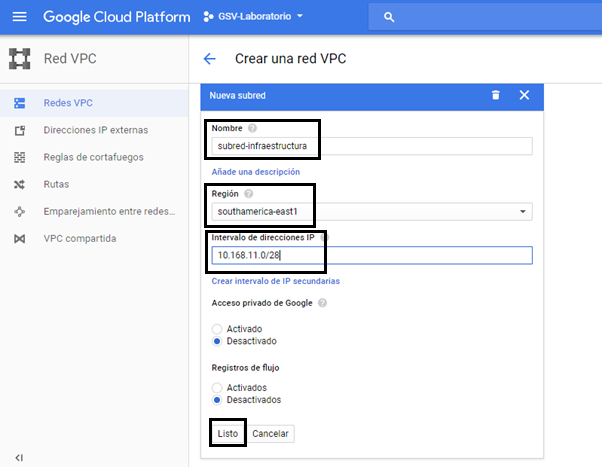 Google Cloud Platform
GSV-Laboratorio
Red VPC
Crear una red VPC
Redes VPC
Direcciones IP externas
Reglas de cortafuegos
Rutas
Emparejamiento entre redes...
VPC compartida
Nueva subred
Nombre
subred-infraestructura
Añade una descripción
Región
southamerica-east1
Intervalo de direcciones IP
10.168.11.0/28
Crear intervalo de IP secundarias
Acceso privado de Google
Activado
Desactivado
Registros de flujo
Activados
Desactivados
Listo Cancelar